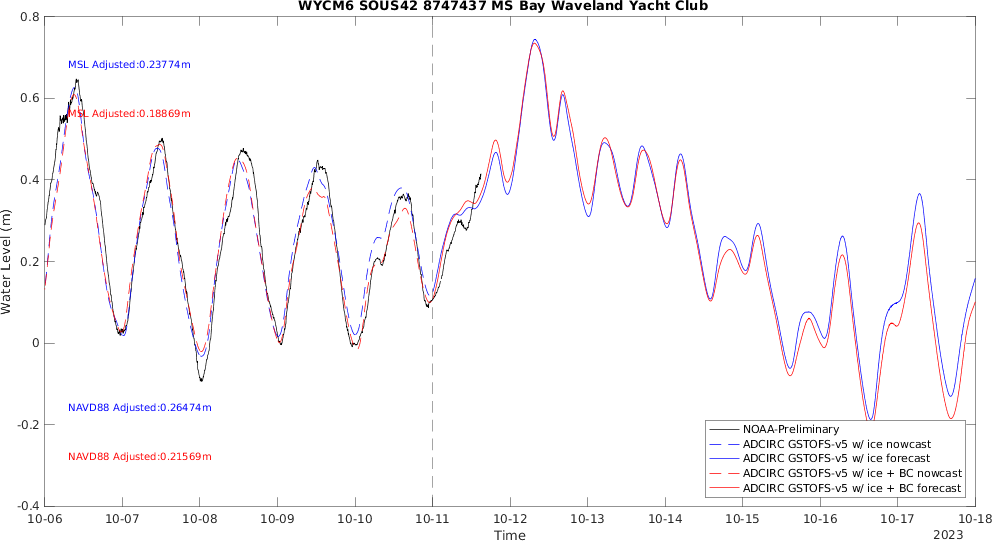 WYCM6 SOUS42 8747437 MS Bay Waveland Yacht Club
0.8
0.6
0.4
0.2
0
-0.2
-0.4
Water Level (m)
MSL Adjusted:0.23774m
MSL Adjusted:0.18869m
NAVD88 Adjusted:0.26474m
NAVD88 Adjusted:0.21569m
NOAA-Preliminary
ADCIRC GSTOFS-v5 w/ ice nowcast
ADCIRC GSTOFS-v5 w/ ice forecast
ADCIRC GSTOFS-v5 w/ ice + BC nowcast
ADCIRC GSTOFS-v5 w/ ice + BC forecast
10-06 10-07 10-08 10-09 10-10 10-11 10-12 10-13 10-14 10-15 10-16 10-17 10-18
Time
2023